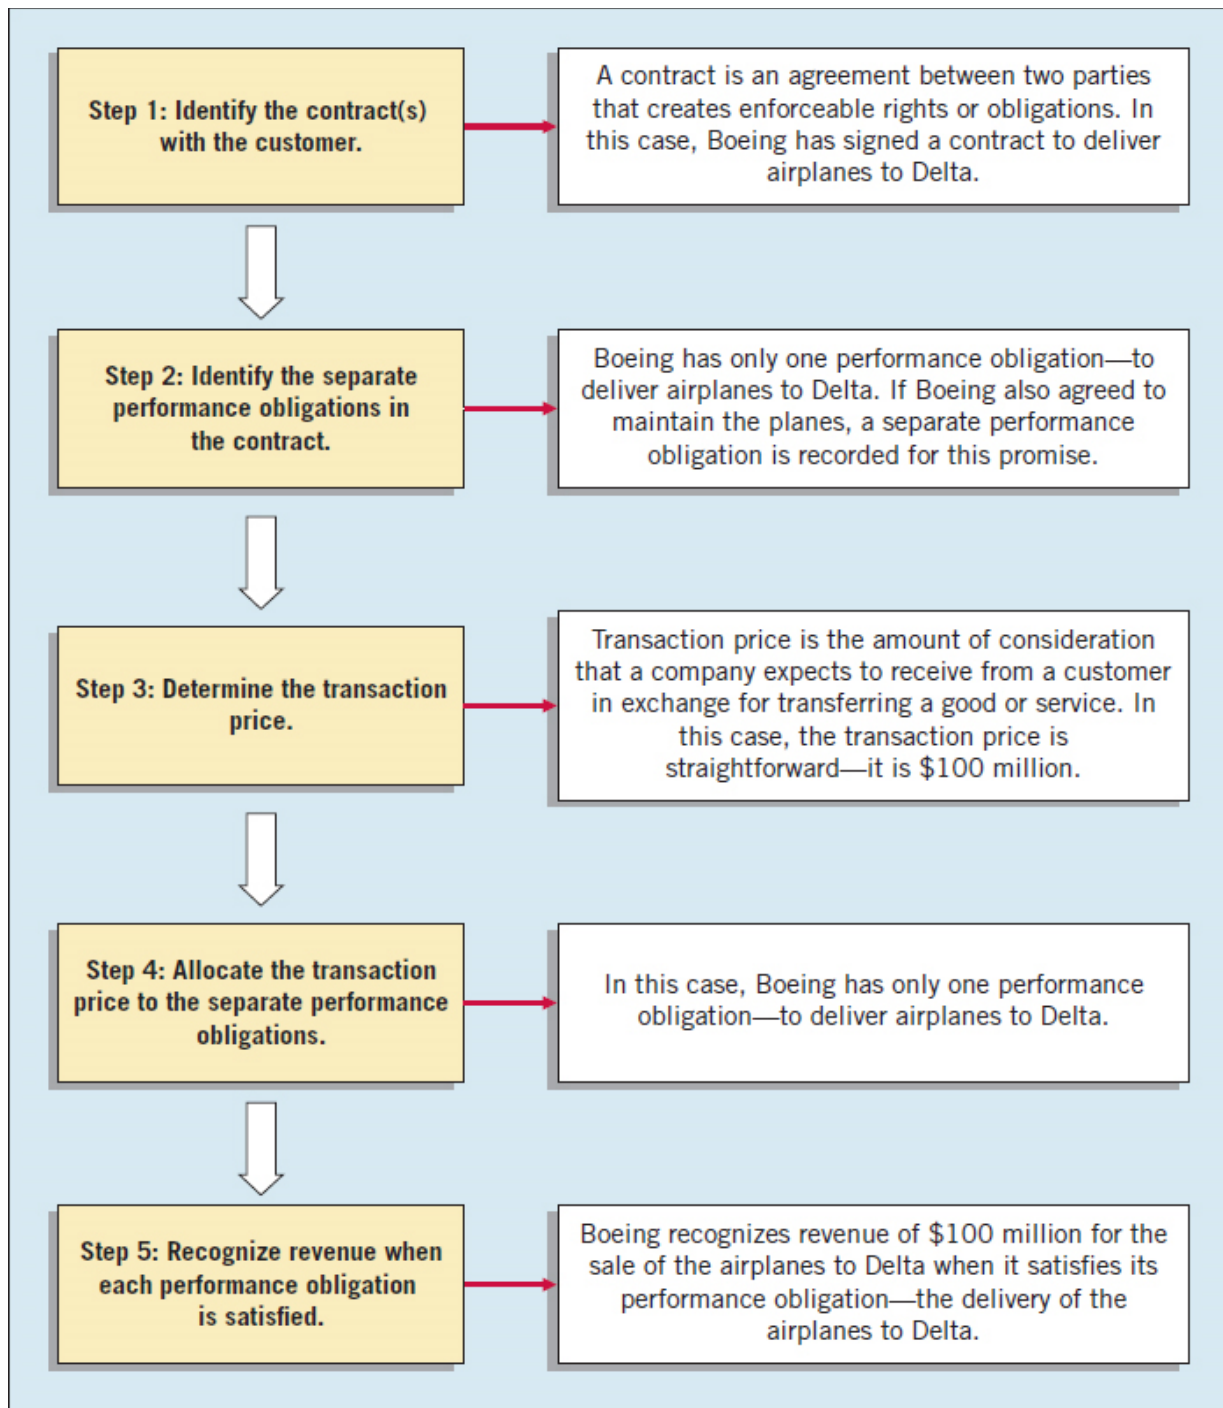 Step 1: Identify the contract(s)
with the customer.
A contract is an agreement between two parties
that creates enforceable rights or obligations. In
this case, Boeing has signed a contract to deliver
airplanes to Delta.
Step 2: Identify the separate
performance obligations in
the contract.
Boeing has only one performance obligation—to
deliver airplanes to Delta. If Boeing also agreed to
maintain the planes, a separate performance
obligation is recorded for this promise.
Step 3: Determine the transaction
price.
Transaction price is the amount of consideration
that a company expects to receive from a customer
in exchange for transferring a good or service. In
this case, the transaction price is
straightforward—it is $100 million.
Step 4: Allocate the transaction
price to the separate performance
obligations.
In this case, Boeing has only one performance
obligation—to deliver airplanes to Delta.
Step 5: Recognize revenue when
each performance obligation
is satisfied.
Boeing recognizes revenue of $100 million for the
sale of the airplanes to Delta when it satisfies its
performance obligation—the delivery of the
airplanes to Delta.